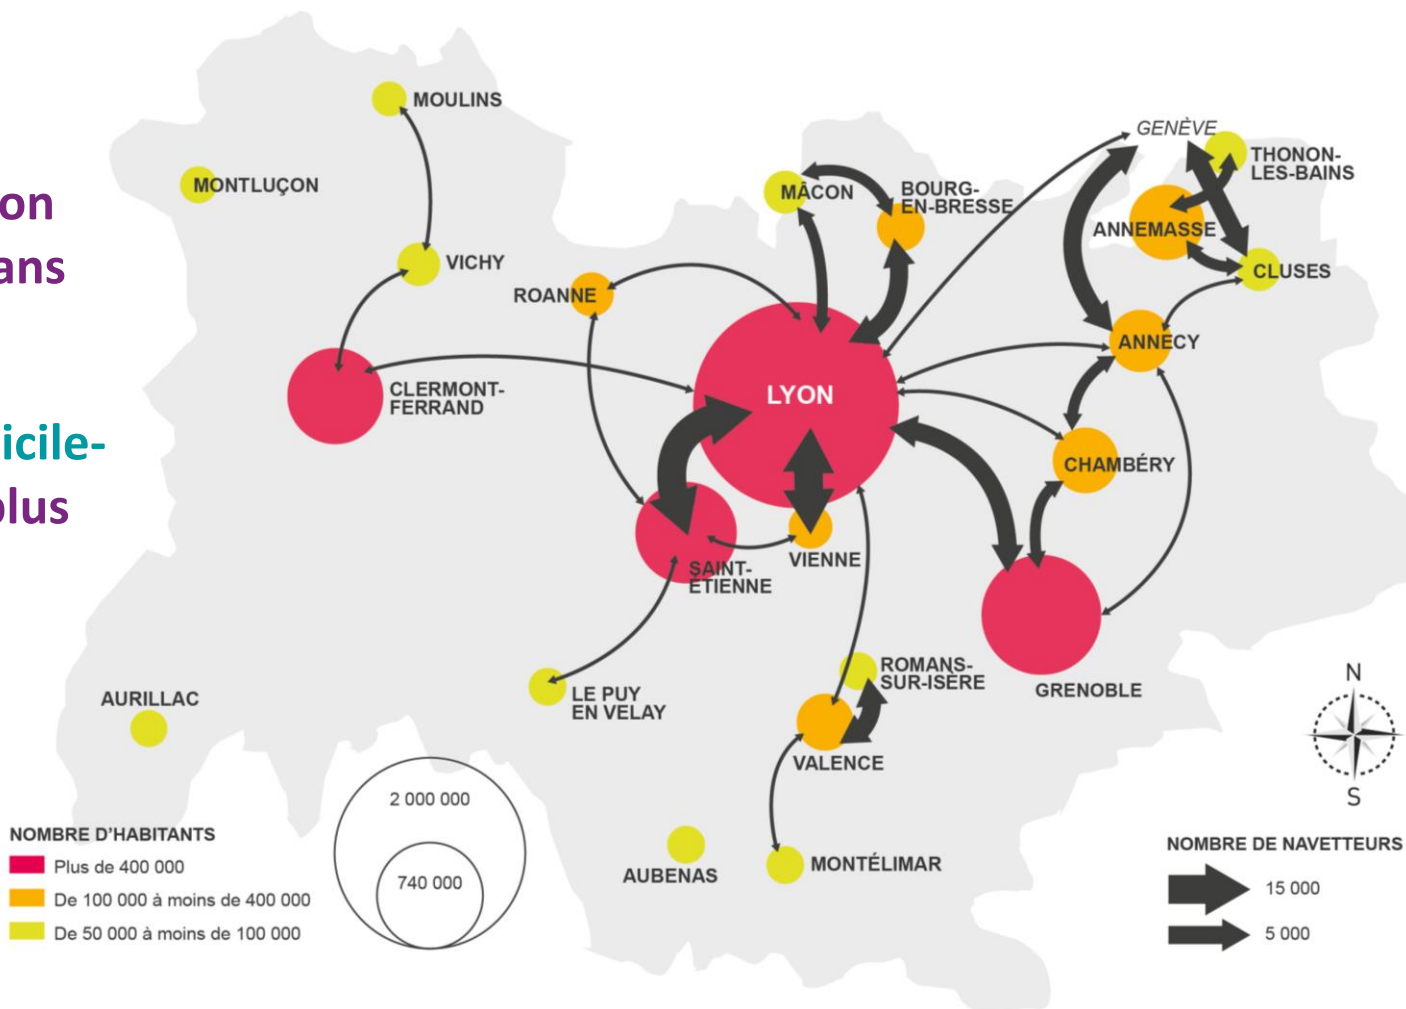 on
ans
icile-
plus
MOULINS
MONTLUÇON
VICHY
ROANNE
CLERMONT-
FERRAND
MÂCON
BOURG-
EN-BRESSE
GENÈVE
THONON-
LES-BAINS
ANNEMASSE
CLUSES
ANNECY
LYON
CHAMBÉRY
SAINT-
ÉTIENNE
VIENNE
ROMANS-
SUR-ISÈRE
GRENOBLE
LE PUY
EN VELAY
AURILLAC
VALENCE
AUBENAS
MONTÉLIMAR
N
S
NOMBRE D'HABITANTS
Plus de 400 000
De 100 000 à moins de 400 000
De 50 000 à moins de 100 000
2 000 000
740 000
NOMBRE DE NAVETTEURS
15 000
5 000